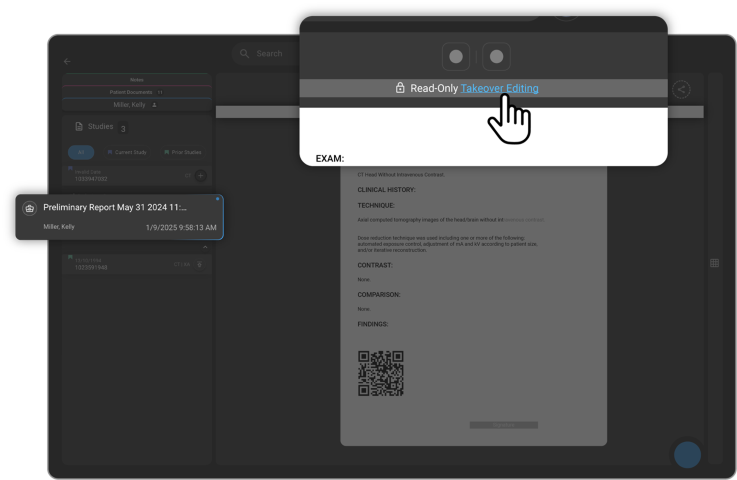 Search
Notes
Patient Documents
Miller, Kelly
Studies 3
All Current Study Prior Studies
1203947932
CT
Preliminary Report May 31 2024 11:...
Miller, Kelly 1/9/2025 9:58:13 AM
1323091948
Read-Only Takeover Editing
EXAM:
CT Head Without Intravenous Contrast.
CLINICAL HISTORY:
TECHNIQUE:
Axial computed tomography images of the head/brain without intravenous contrast.
Dose reduction technique was used including one or more of the following:
automated exposure control, adjustment of mA and kV according to patient size,
and/or iterative reconstruction.
CONTRAST:
None.
COMPARISON:
None.
FINDINGS: